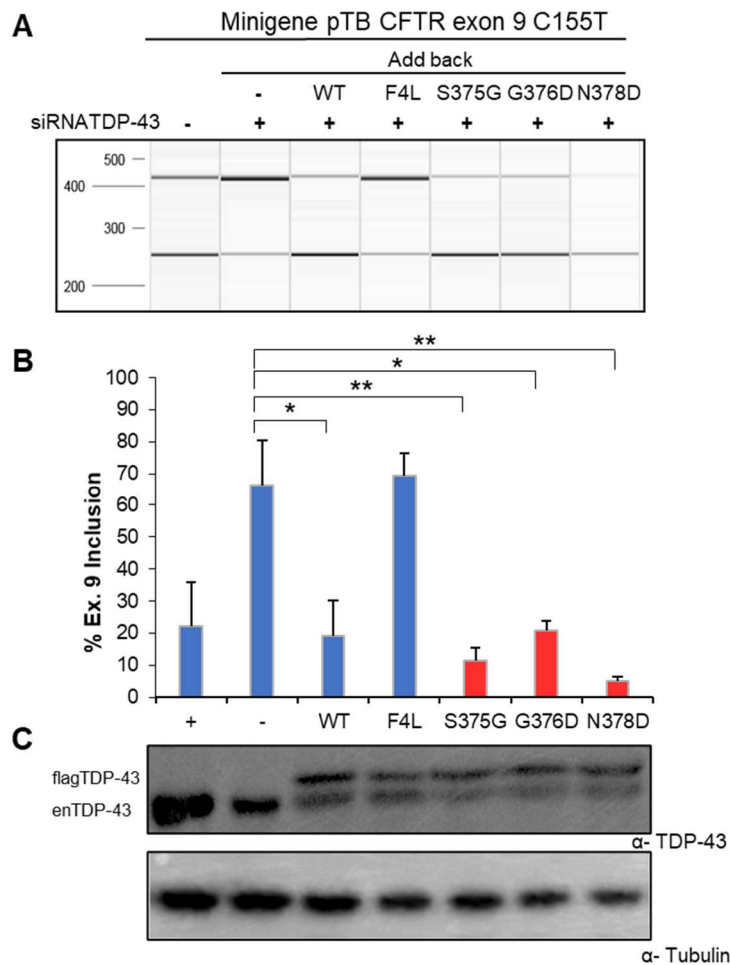 A
Minigene pTB CFTR exon 9 C155T
Add back
- WT F4L S375G G376D N378D
siRNATDP-43 - + + + + + +
500
400
300
200
B
** 
*
**
*
% Ex. 9 Inclusion
100
90
80
70
60
50
40
30
20
10
0
+ - WT F4L S375G G376D N378D
C
flagTDP-43
enTDP-43
α- TDP-43
α- Tubulin